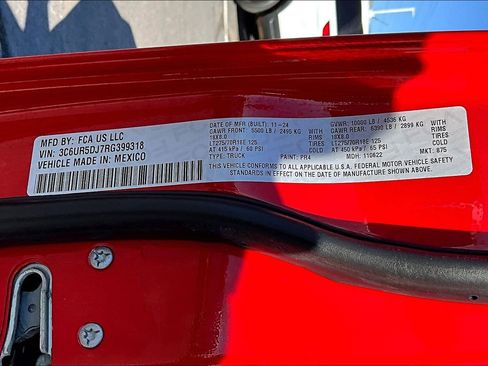 MFD BY: FCA US LLC
VIN: 3C6UR5DJ7RG399318
VEHICLE MADE IN: MEXICO
DATE OF MFR (BUILT): 11-24
GAWR FRONT: 5500 LB / 2495 KG
18X8.0 RIMS
LT275/70R18E 125 TIRES
AT 415 kPa / 60 PSI COLD
TYPE: TRUCK PAINT: PR4
GVWR: 10000 LB / 4536 KG
GAWR REAR: 6390 LB / 2899 KG
18X8.0 RIMS
LT275/70R18E 125 TIRES
AT 450 kPa / 65 PSI COLD
MDH: 110622 MKT: 875
THIS VEHICLE CONFORMS TO ALL APPLICABLE U.S.A. FEDERAL MOTOR VEHICLE SAFETY
STANDARDS IN EFFECT ON THE DATE OF MANUFACTURE SHOWN ABOVE.